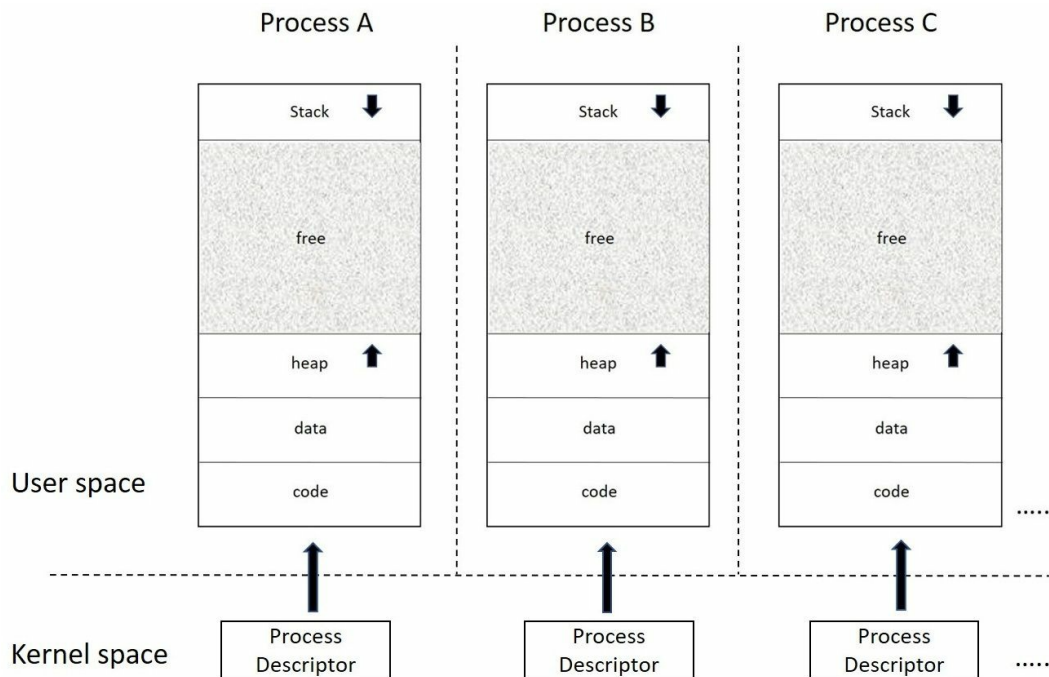 Process A
Process B
Process C
Stack
Stack
Stack
free
free
free
heap
heap
heap
data
data
data
User space
code
code
code
.....
Kernel space
Process
Descriptor
Process
Descriptor
Process
Descriptor
.....